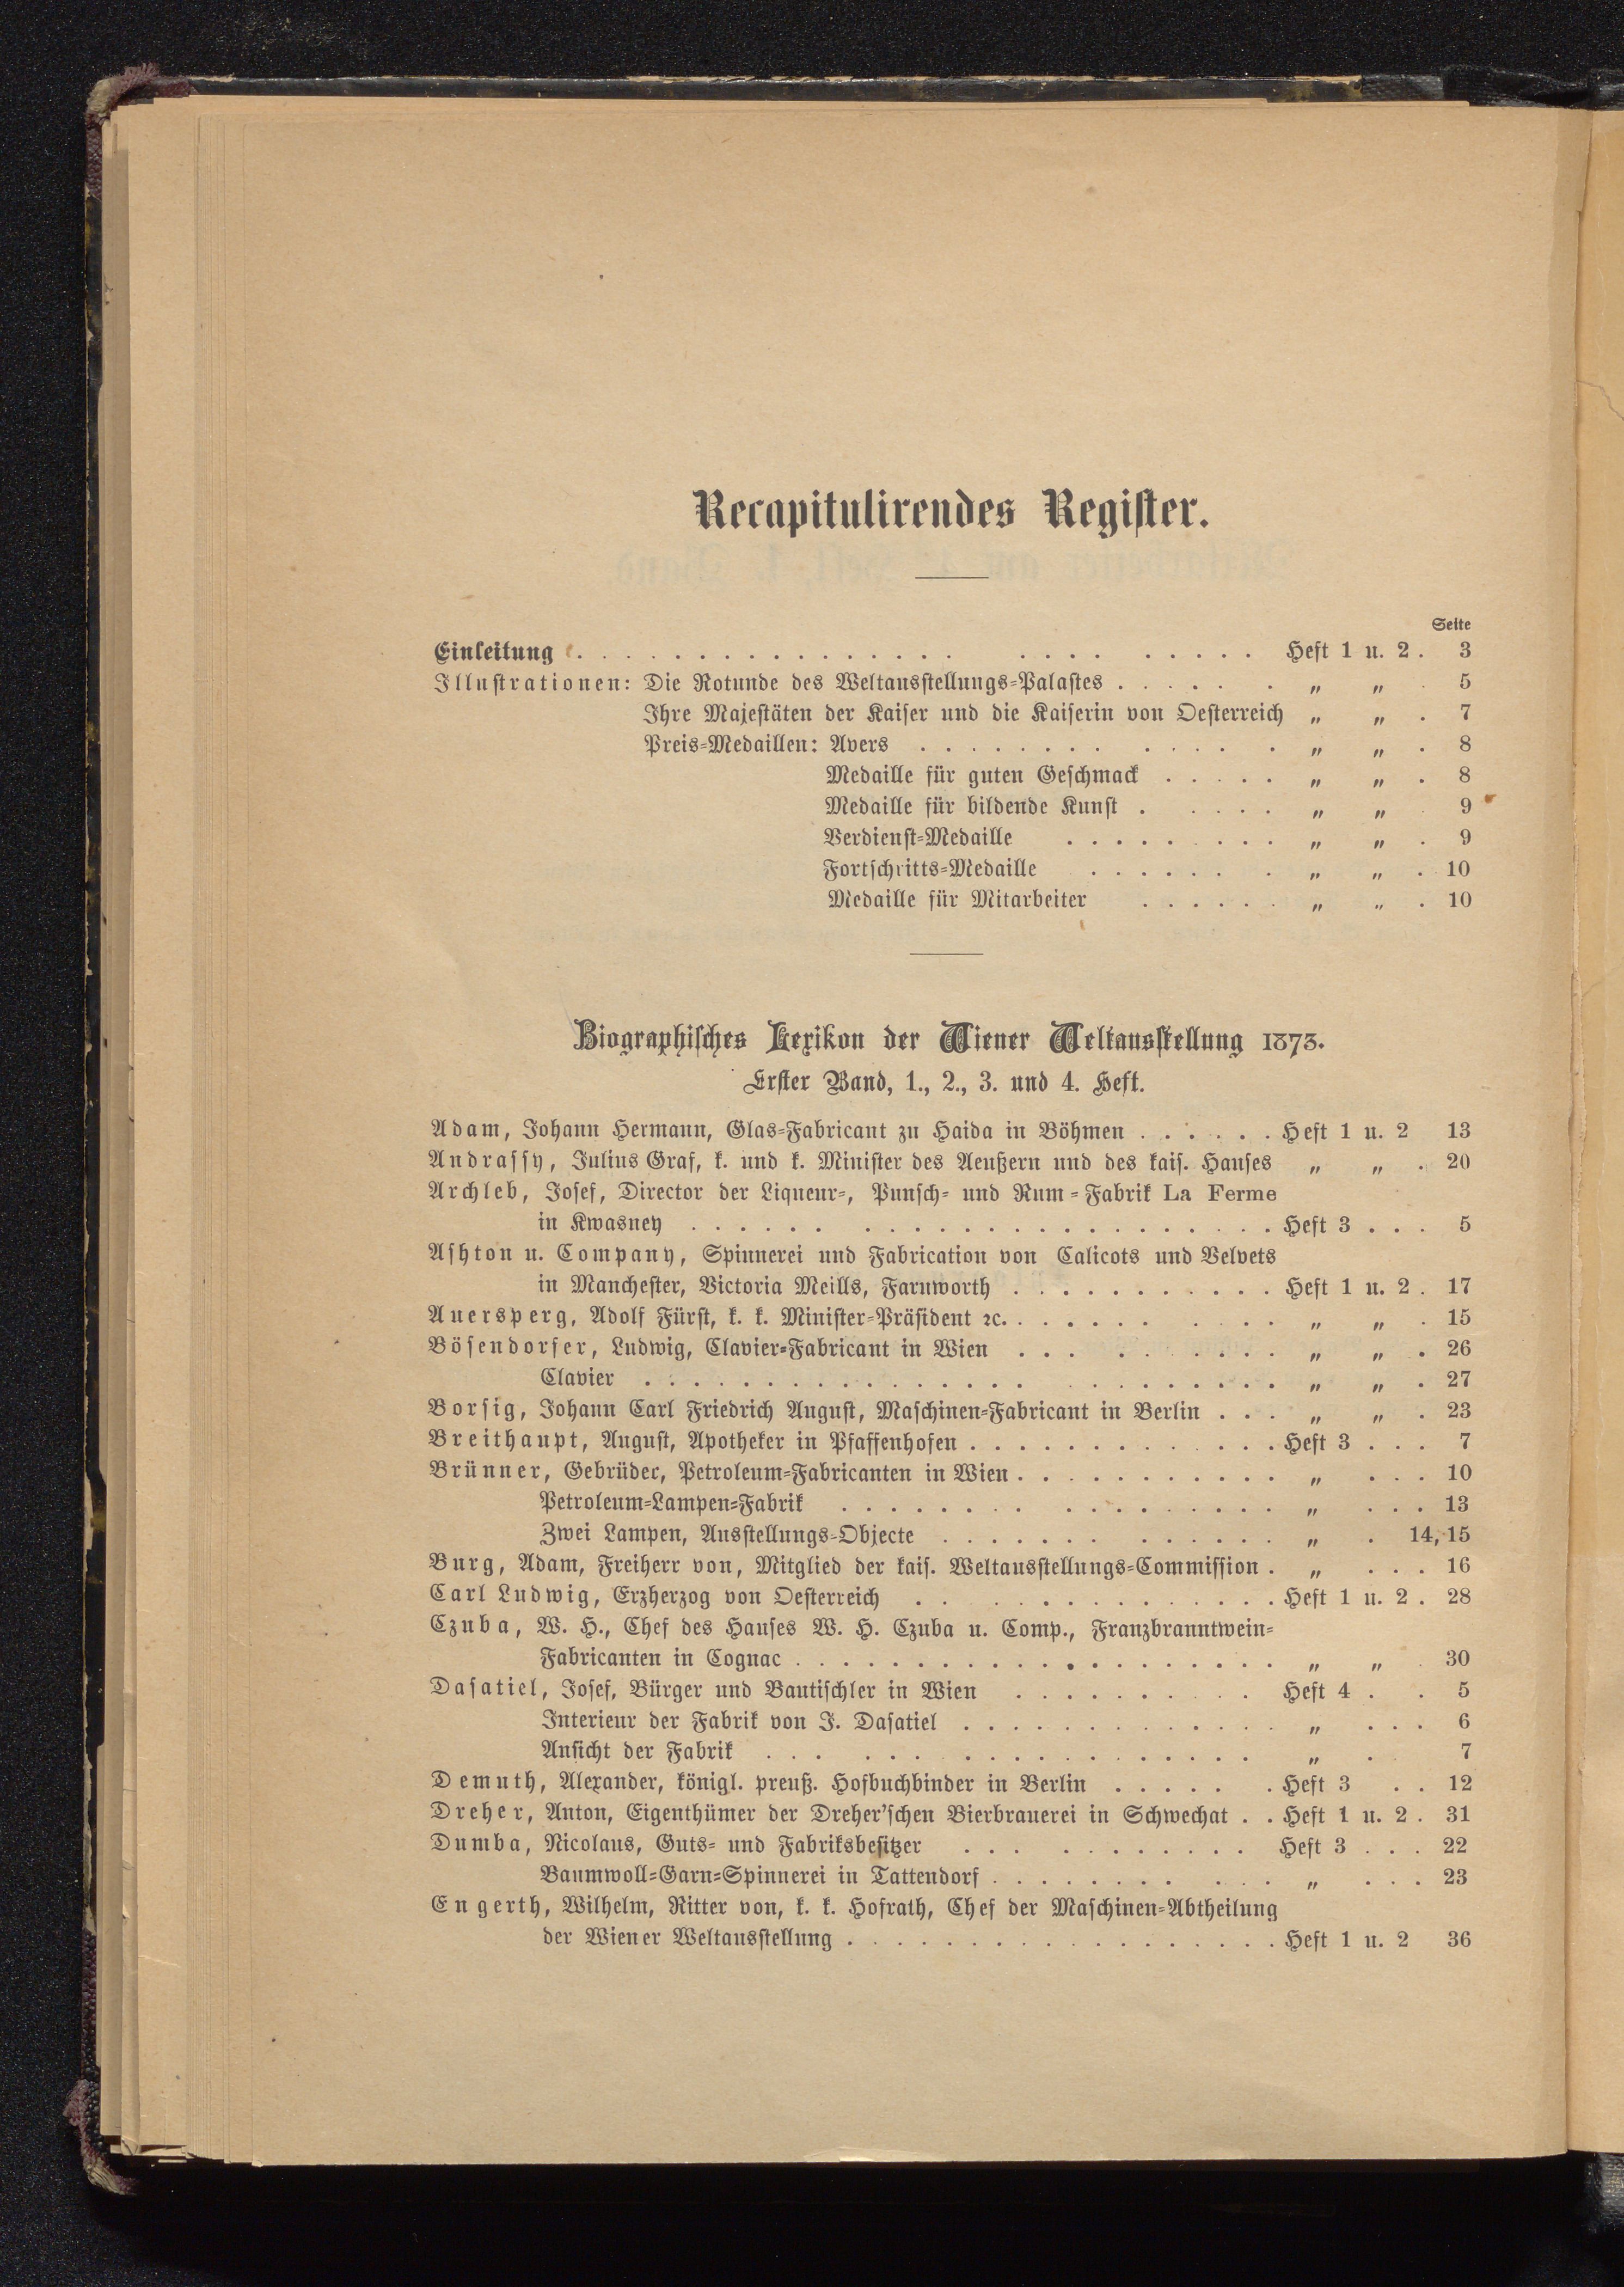 Recapitulirendes Register.
Seite
Einleitung . . . . . . . . . . . . . . . . . . . . . . . . Heft 1 u. 2 . 3
Illustrationen: Die Rotunde des Weltausstellungs-Palastes . . . . . . „ „ . 5
Ihre Majestäten der Kaiser und die Kaiserin von Oesterreich „ „ . 7
Preis-Medaillen: Avers . . . . . . . . . . . . . „ „ . 8
Medaille für guten Geschmack . . . . . „ „ . 8
Medaille für bildende Kunst . . . . . „ „ 9
Verdienst-Medaille . . . . . . . . . „ „ . 9
Fortschritts-Medaille . . . . . . . „ „ . 10
Medaille für Mitarbeiter . . . . . . „ „ . 10
Biographisches Lexikon der Wiener Weltausstellung 1873.
Erster Band, 1., 2., 3. und 4. Heft.
Adam, Johann Hermann, Glas-Fabricant zu Haida in Böhmen . . . . . . Heft 1 u. 2 13
Andrassy, Julius Graf, k. und k. Minister des Aeußern und des kais. Hauses „ „ . 20
Archleb, Josef, Director der Liqueur-, Punsch- und Rum-Fabrik La Ferme
in Kwasney . . . . . . . . . . . . . . . . . . . . . . . Heft 3 . . . 5
Ashton u. Company, Spinnerei und Fabrication von Calicots und Velvets
in Manchester, Victoria Meills, Farnworth . . . . . . . . . . . Heft 1 u. 2 . 17
Auersperg, Adolf Fürst, k. k. Minister-Präsident ꝛc. . . . . . . . . . . „ „ . 15
Bösendorfer, Ludwig, Clavier-Fabricant in Wien . . . . . . . . . . „ „ . 26
Clavier . . . . . . . . . . . . . . . . . . . . . . . . . „ „ . 27
Borsig, Johann Carl Friedrich August, Maschinen-Fabricant in Berlin . . . „ „ . 23
Breithaupt, August, Apotheker in Pfaffenhofen . . . . . . . . . . . . . Heft 3 . . . 7
Brünner, Gebrüder, Petroleum-Fabricanten in Wien . . . . . . . . . . . „ . . . 10
Petroleum-Lampen-Fabrik . . . . . . . . . . . . . . . . . „ . . . 13
Zwei Lampen, Ausstellungs-Objecte . . . . . . . . . . . . . „ . 14, 15
Burg, Adam, Freiherr von, Mitglied der kais. Weltausstellungs-Commission . „ . . . 16
Carl Ludwig, Erzherzog von Oesterreich . . . . . . . . . . . . . . Heft 1 u. 2 . 28
Czuba, W. H., Chef des Hauses W. H. Czuba u. Comp., Franzbranntwein-
Fabricanten in Cognac . . . . . . . . . . . . . . . . . . . . „ „ . 30
Dasatiel, Josef, Bürger und Bautischler in Wien . . . . . . . . . . Heft 4 . . 5
Interieur der Fabrik von J. Dasatiel . . . . . . . . . . . . . „ . . . 6
Ansicht der Fabrik . . . . . . . . . . . . . . . . . . „ . 7
Demuth, Alexander, königl. preuß. Hofbuchbinder in Berlin . . . . . . Heft 3 . . 12
Dreher, Anton, Eigenthümer der Dreher'schen Bierbrauerei in Schwechat . . Heft 1 u. 2 . 31
Dumba, Nicolaus, Guts- und Fabriksbesitzer . . . . . . . . . . . Heft 3 . . . 22
Baumwoll-Garn-Spinnerei in Tattendorf . . . . . . . . . . . . „ . . . 23
Engerth, Wilhelm, Ritter von, k. k. Hofrath, Chef der Maschinen-Abtheilung
der Wiener Weltausstellung . . . . . . . . . . . . . . . . . . Heft 1 u. 2 36